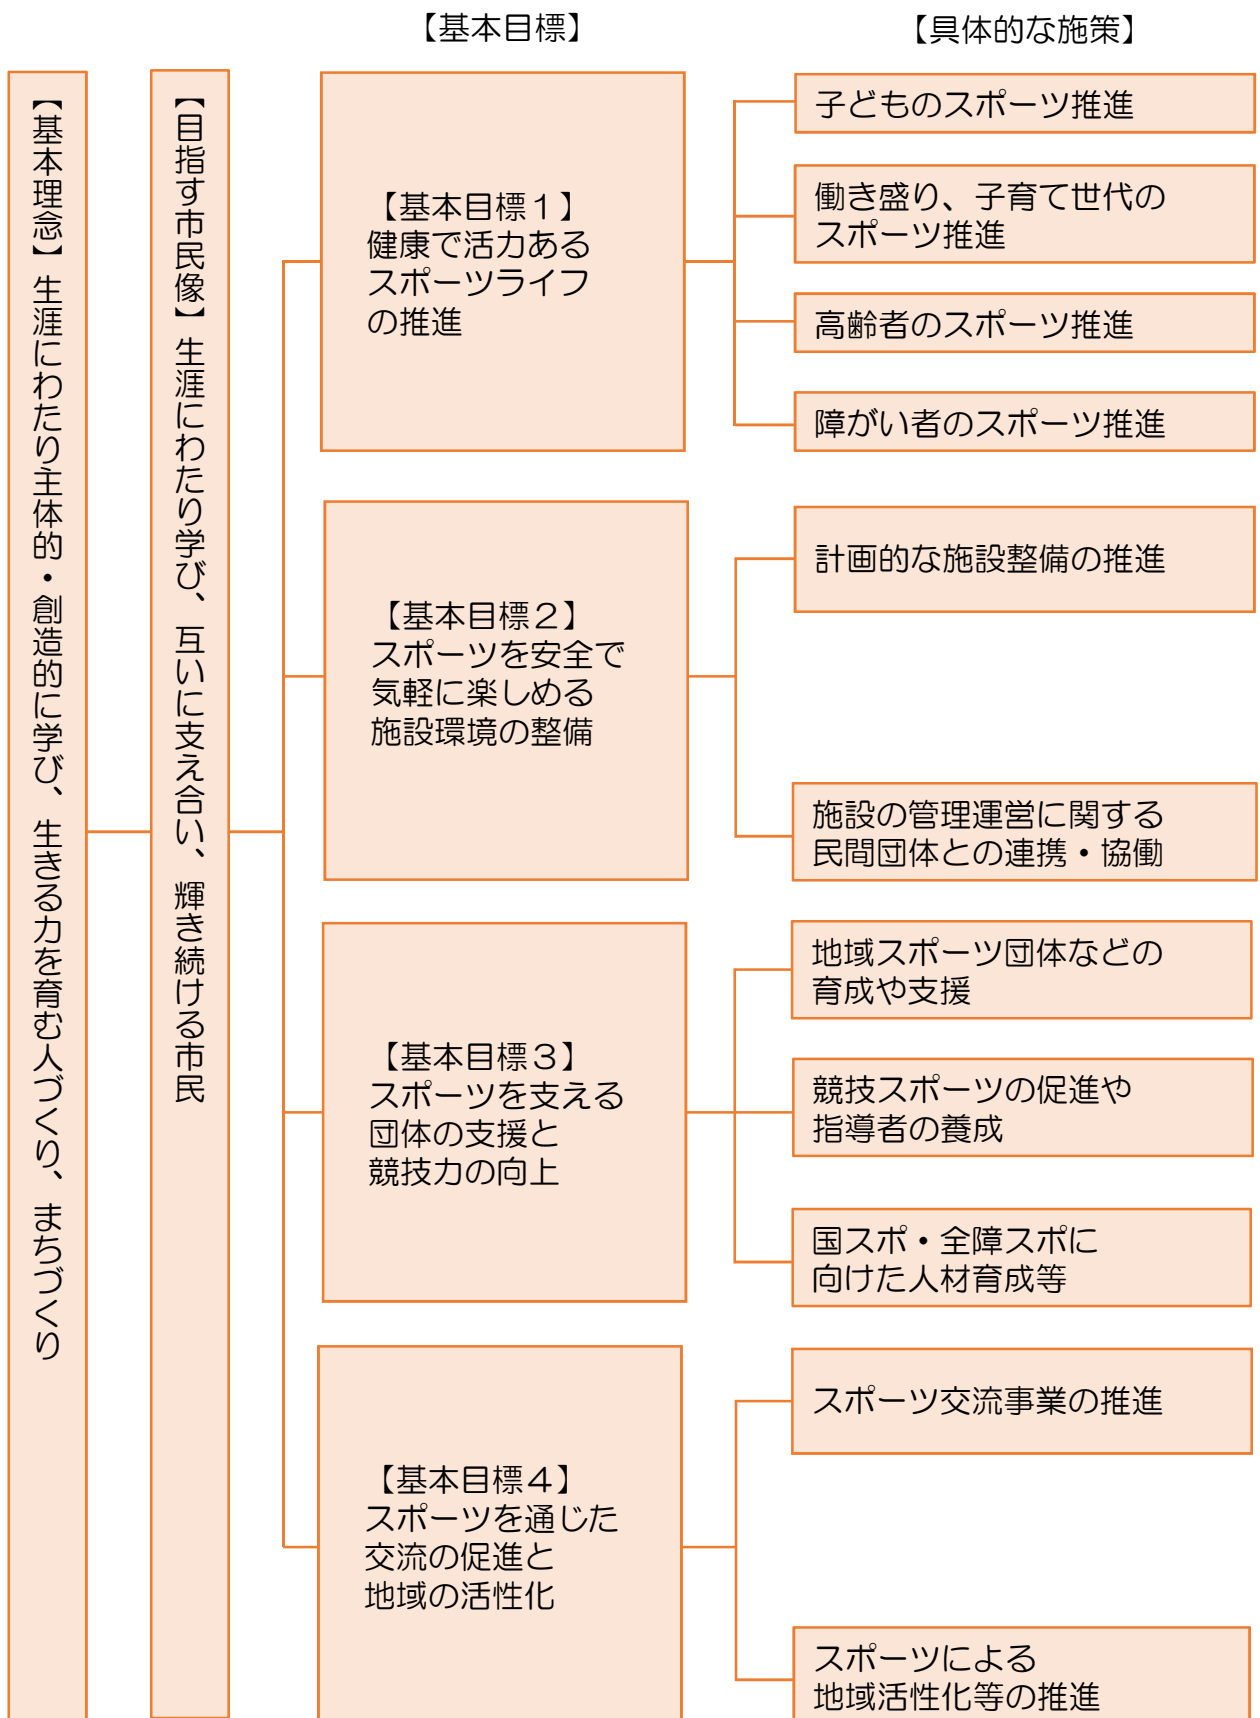 【基本目標】
【具体的な施策】
【基本理念】生涯にわたり主体的・創造的に学び、生きる力を育む人づくり、まちづくり
【目指す市民像】生涯にわたり学び、互いに支え合い、輝き続ける市民
【基本目標１】
健康で活力ある
スポーツライフ
の推進
子どものスポーツ推進
働き盛り、子育て世代の
スポーツ推進
高齢者のスポーツ推進
障がい者のスポーツ推進
【基本目標２】
スポーツを安全で
気軽に楽しめる
施設環境の整備
計画的な施設整備の推進
施設の管理運営に関する
民間団体との連携・協働
【基本目標３】
スポーツを支える
団体の支援と
競技力の向上
地域スポーツ団体などの
育成や支援
競技スポーツの促進や
指導者の養成
国スポ・全障スポに
向けた人材育成等
【基本目標４】
スポーツを通じた
交流の促進と
地域の活性化
スポーツ交流事業の推進
スポーツによる
地域活性化等の推進